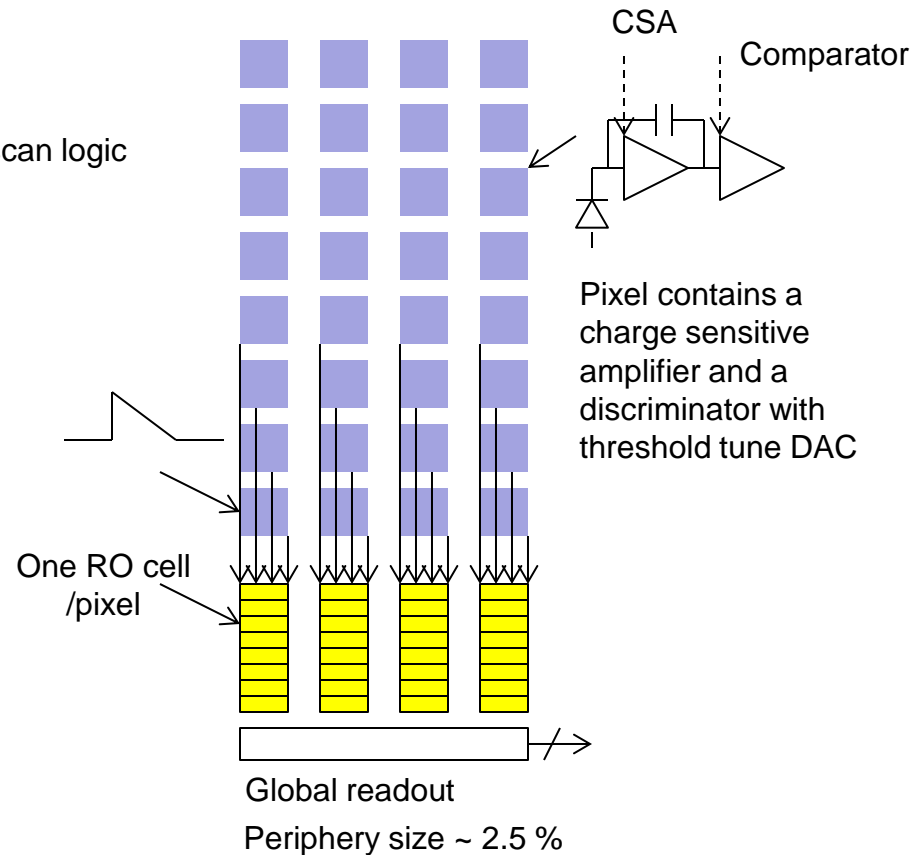 CSA
Comparator
can logic
Pixel contains a
charge sensitive
amplifier and a
discriminator with
threshold tune DAC
One RO cell
/pixel
Global readout
Periphery size ~ 2.5 %